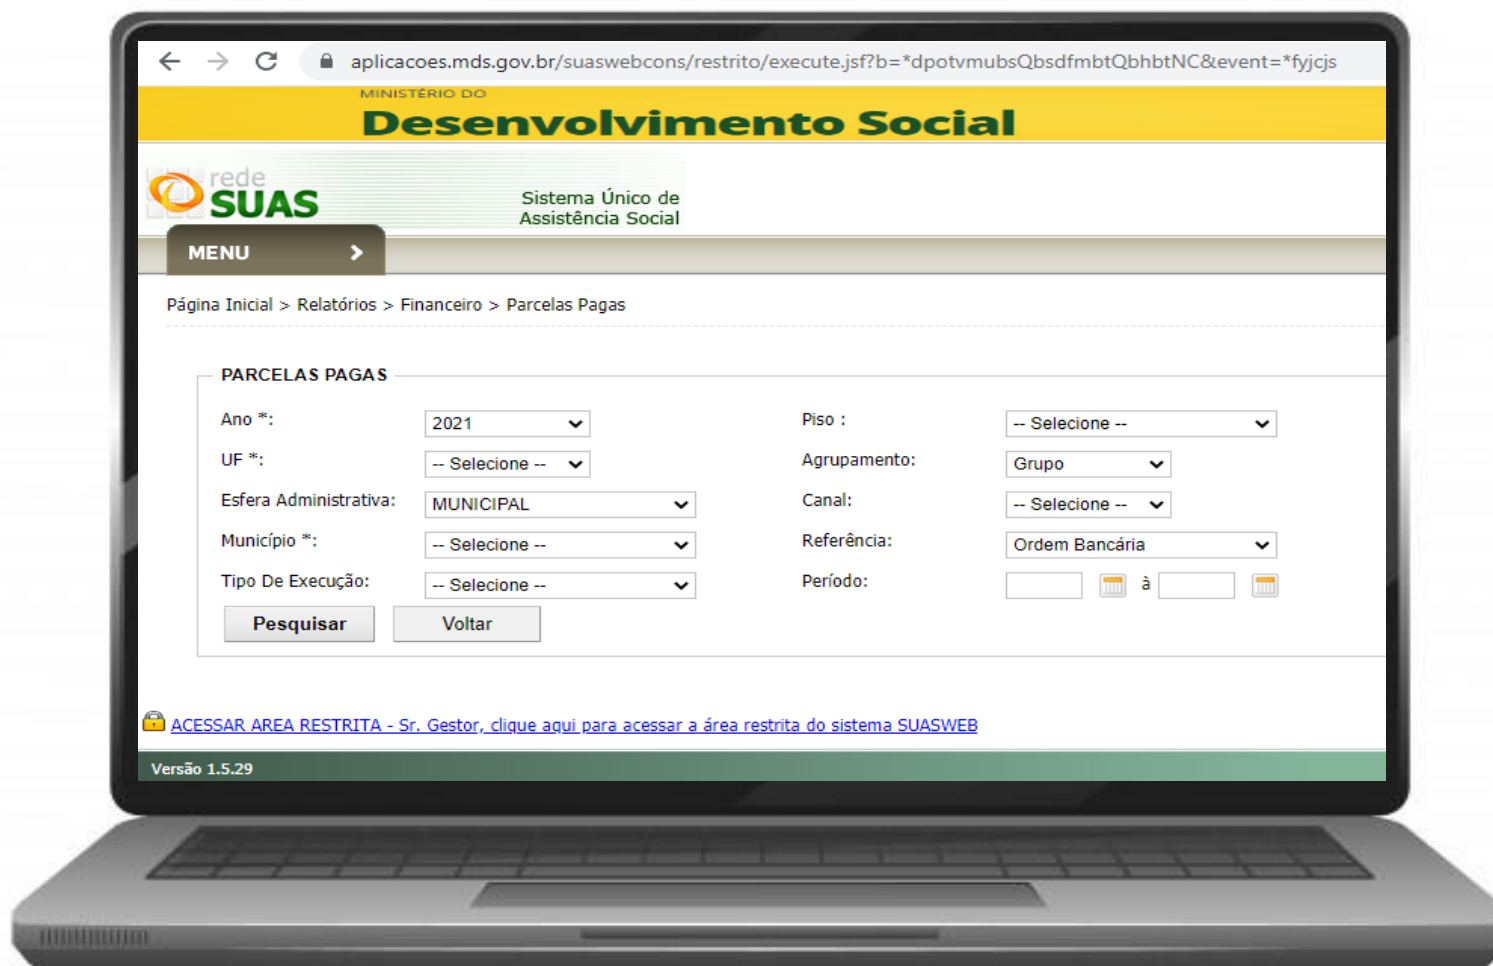 aplicacoes.mds.gov.br/suaswebcons/restrito/execute.jsf?b=*dpotvmubsQbsdfmbtQbhbtNC&event=*fyjcjs
MINISTÉRIO DO
Desenvolvimento Social
rede
SUAS
Sistema Único de
Assistência Social
MENU
Página Inicial > Relatórios > Financeiro > Parcelas Pagas
PARCELAS PAGAS
Ano *: 2021 Piso : -- Selecione --
UF *: -- Selecione -- Agrupamento: Grupo
Esfera Administrativa: MUNICIPAL Canal: -- Selecione --
Município *: -- Selecione -- Referência: Ordem Bancária
Tipo De Execução: -- Selecione -- Período: à
Pesquisar Voltar
ACESSAR AREA RESTRITA - Sr. Gestor, clique aqui para acessar a área restrita do sistema SUASWEB
Versão 1.5.29